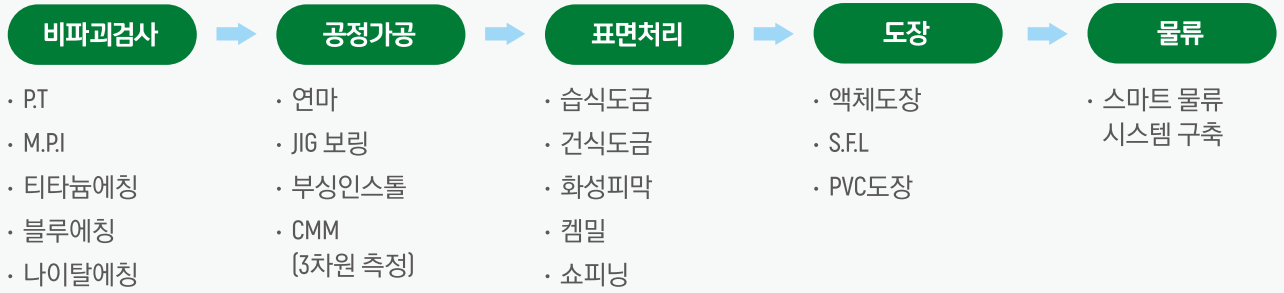 비파괴검사
공정가공
표면처리
도장
물류
· P.T
· M.P.I
· 티타늄에칭
· 블루에칭
· 나이탈에칭
· 연마
· JIG 보링
· 부싱인스톨
· CMM
(3차원 측정)
· 습식도금
· 건식도금
· 화성피막
· 켐밀
· 쇼피닝
· 액체도장
· S.F.L
· PVC도장
· 스마트 물류
시스템 구축